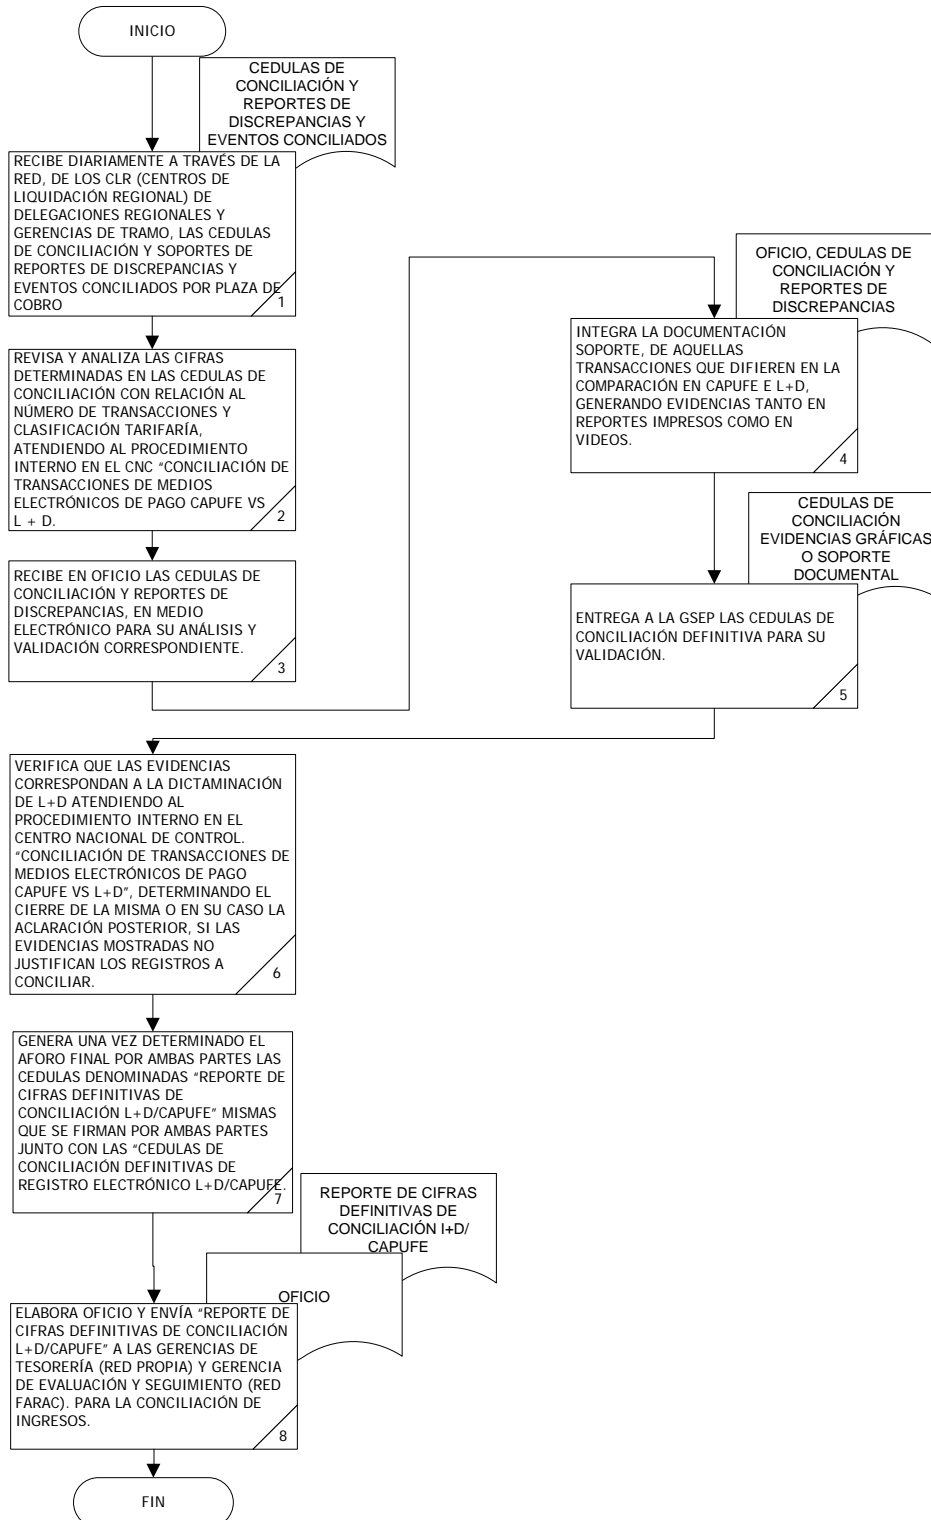 INICIO
CEDULAS DE
CONCILIACIÓN Y
REPORTES DE
DISCREPANCIAS Y
EVENTOS CONCILIADOS
RECIBE DIARIAMENTE A TRAVÉS DE LA
RED, DE LOS CLR (CENTROS DE
LIQUIDACIÓN REGIONAL) DE
DELEGACIONES REGIONALES Y
GERENCIAS DE TRAMO, LAS CEDULAS
DE CONCILIACIÓN Y SOPORTES DE
REPORTES DE DISCREPANCIAS Y
EVENTOS CONCILIADOS POR PLAZA DE
COBRO
1
REVISA Y ANALIZA LAS CIFRAS
DETERMINADAS EN LAS CEDULAS DE
CONCILIACIÓN CON RELACIÓN AL
NÚMERO DE TRANSACCIONES Y
CLASIFICACIÓN TARIFARÍA,
ATENDIENDO AL PROCEDIMIENTO
INTERNO EN EL CNC “CONCILIACIÓN DE
TRANSACCIONES DE MEDIOS
ELECTRÓNICOS DE PAGO CAPUFE VS
L + D.
2
RECIBE EN OFICIO LAS CEDULAS DE
CONCILIACIÓN Y REPORTES DE
DISCREPANCIAS, EN MEDIO
ELECTRÓNICO PARA SU ANÁLISIS Y
VALIDACIÓN CORRESPONDIENTE.
3
OFICIO, CEDULAS DE
CONCILIACIÓN Y
REPORTES DE
DISCREPANCIAS
INTEGRA LA DOCUMENTACIÓN
SOPORTE, DE AQUELLAS
TRANSACCIONES QUE DIFIEREN EN LA
COMPARACIÓN EN CAPUFE E L+D,
GENERANDO EVIDENCIAS TANTO EN
REPORTES IMPRESOS COMO EN
VIDEOS.
4
CEDULAS DE
CONCILIACIÓN
EVIDENCIAS GRÁFICAS
O SOPORTE
DOCUMENTAL
ENTREGA A LA GSEP LAS CEDULAS DE
CONCILIACIÓN DEFINITIVA PARA SU
VALIDACIÓN.
5
VERIFICA QUE LAS EVIDENCIAS
CORRESPONDAN A LA DICTAMINACIÓN
DE L+D ATENDIENDO AL
PROCEDIMIENTO INTERNO EN EL
CENTRO NACIONAL DE CONTROL.
“CONCILIACIÓN DE TRANSACCIONES DE
MEDIOS ELECTRÓNICOS DE PAGO
CAPUFE VS L+D”, DETERMINANDO EL
CIERRE DE LA MISMA O EN SU CASO LA
ACLARACIÓN POSTERIOR, SI LAS
EVIDENCIAS MOSTRADAS NO
JUSTIFICAN LOS REGISTROS A
CONCILIAR.
6
GENERA UNA VEZ DETERMINADO EL
AFORO FINAL POR AMBAS PARTES LAS
CEDULAS DENOMINADAS “REPORTE DE
CIFRAS DEFINITIVAS DE
CONCILIACIÓN L+D/CAPUFE” MISMAS
QUE SE FIRMAN POR AMBAS PARTES
JUNTO CON LAS “CEDULAS DE
CONCILIACIÓN DEFINITIVAS DE
REGISTRO ELECTRÓNICO L+D/CAPUFE.
7
REPORTE DE CIFRAS
DEFINITIVAS DE
CONCILIACIÓN I+D/
CAPUFE
OFICIO
ELABORA OFICIO Y ENVÍA “REPORTE DE
CIFRAS DEFINITIVAS DE CONCILIACIÓN
L+D/CAPUFE” A LAS GERENCIAS DE
TESORERÍA (RED PROPIA) Y GERENCIA
DE EVALUACIÓN Y SEGUIMIENTO (RED
FARAC). PARA LA CONCILIACIÓN DE
INGRESOS.
8
FIN